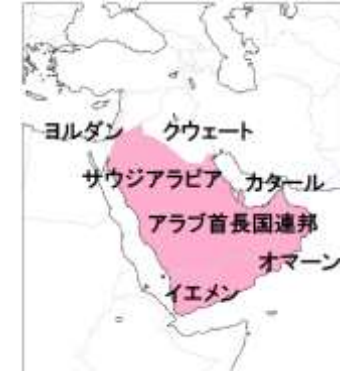 ヨルダン クウェート
サウジアラビア カタール
アラブ首長国連邦
オマーン
イエメン